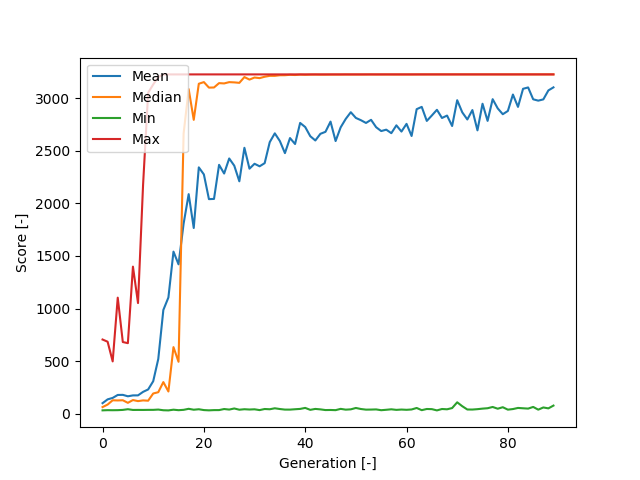 Mean
Median
Min
Max
3000
2500
2000
1500
1000
500
0
Score [-]
0 20 40 60 80
Generation [-]